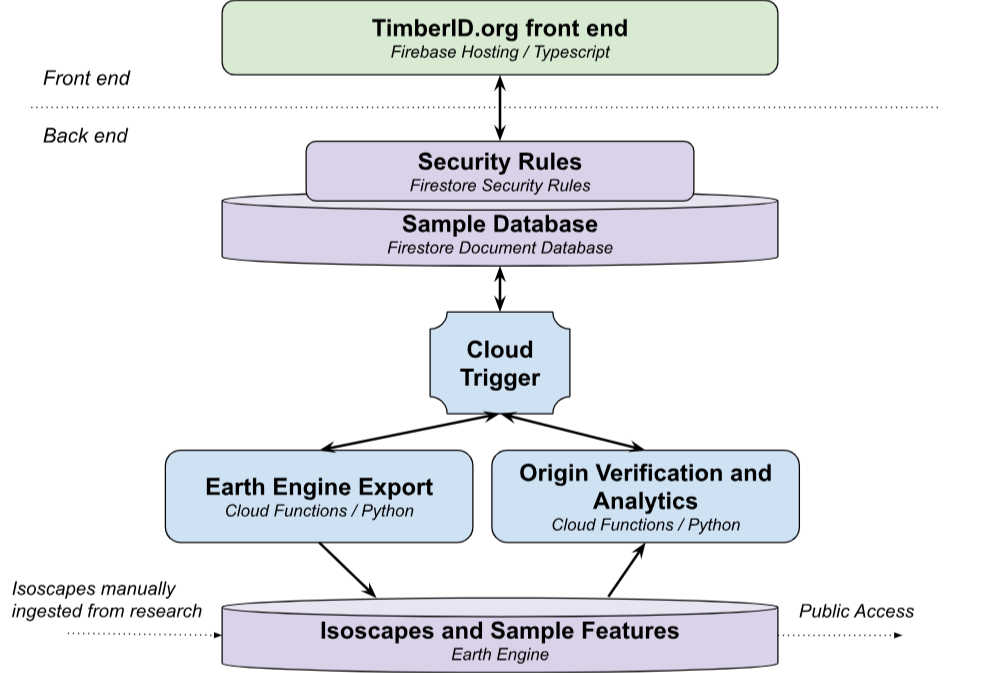 TimberID.org front end
Firebase Hosting / Typescript
Front end
Back end
Security Rules
Firestore Security Rules
Sample Database
Firestore Document Database
Cloud
Trigger
Earth Engine Export
Cloud Functions / Python
Origin Verification and
Analytics
Cloud Functions / Python
Isoscapes manually
ingested from research
Isoscapes and Sample Features
Earth Engine
Public Access